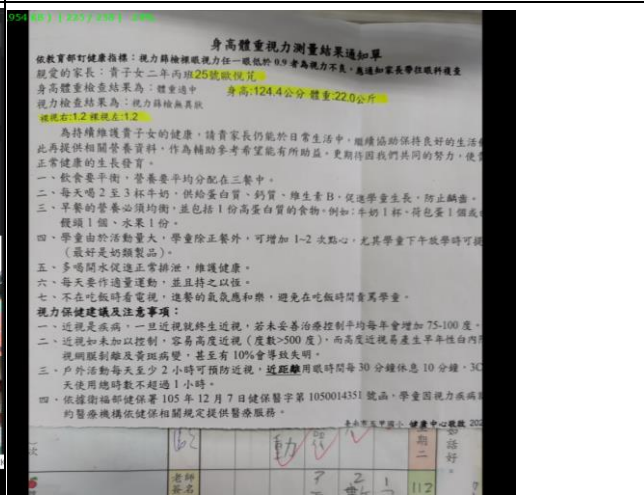 身高體重視力測量結果通知單
依教育部訂健康指標：視力篩檢裸眼視力任一眼低於0.9者為視力不良，應通知家長帶往眼科複查
親愛的家長：貴子女二年丙班25號歐悅芃
身高體重檢查結果為：體重適中 身高:124.4公分 體重:22.0公斤
視力檢查結果為：視力篩檢無異狀
裸視右:1.2 裸視左:1.2
為持續維護貴子女的健康，請貴家長仍能於日常生活中，繼續協助保持良好的生活
此再提供相關營養資料，作為輔助參考希望能有所助益。更期待因我們共同的努力，使
正常健康的生長發育。
一、飲食要平衡，營養要平均分配在三餐中。
二、每天喝2至3杯牛奶，供給蛋白質、鈣質、維生素B，促進學童生長，防止齲齒。
三、早餐的營養必須均衡，並包括1份高蛋白質的食物，例如：牛奶1杯、荷包蛋1個或
饅頭1個、水果1份。
四、學童由於活動量大，學童除正餐外，可增加1~2次點心，尤其學童下午放學時可提
（最好是奶類製品）。
五、多喝開水促進正常排泄，維護健康。
六、每天要作適量運動，並且持之以恆。
七、不在吃飯時看電視，進餐的氣氛應和樂，避免在吃飯時間責罵學童。
視力保健建議及注意事項：
一、近視是疾病，一旦近視就終生近視，若未妥善治療控制平均每年會增加75-100度。
二、近視如未加以控制，容易高度近視（度數>500度），而高度近視易產生早年性白內
視網膜剝離及黃斑病變，甚至有10%會導致失明。
三、戶外活動每天至少2小時可預防近視，近距離用眼時間每30分鐘休息10分鐘，3C
天使用總時數不超過1小時。
四、依據衛福部健保署105年12月7日健保醫字第1050014351號函，學童因視力疾病
約醫療機構依健保相關規定提供醫療服務。
國小 健康中心敬啟 202
動
期
二
話
好
老師
簽名
112